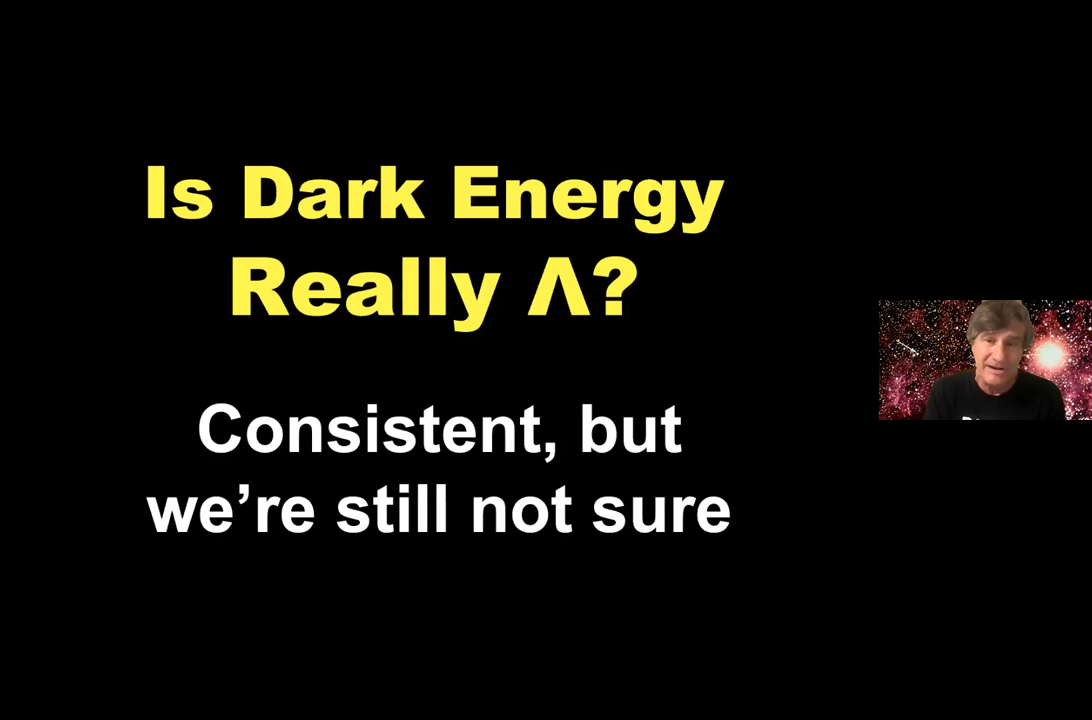 Is Dark Energy
Really Λ?
Consistent, but
we’re still not sure